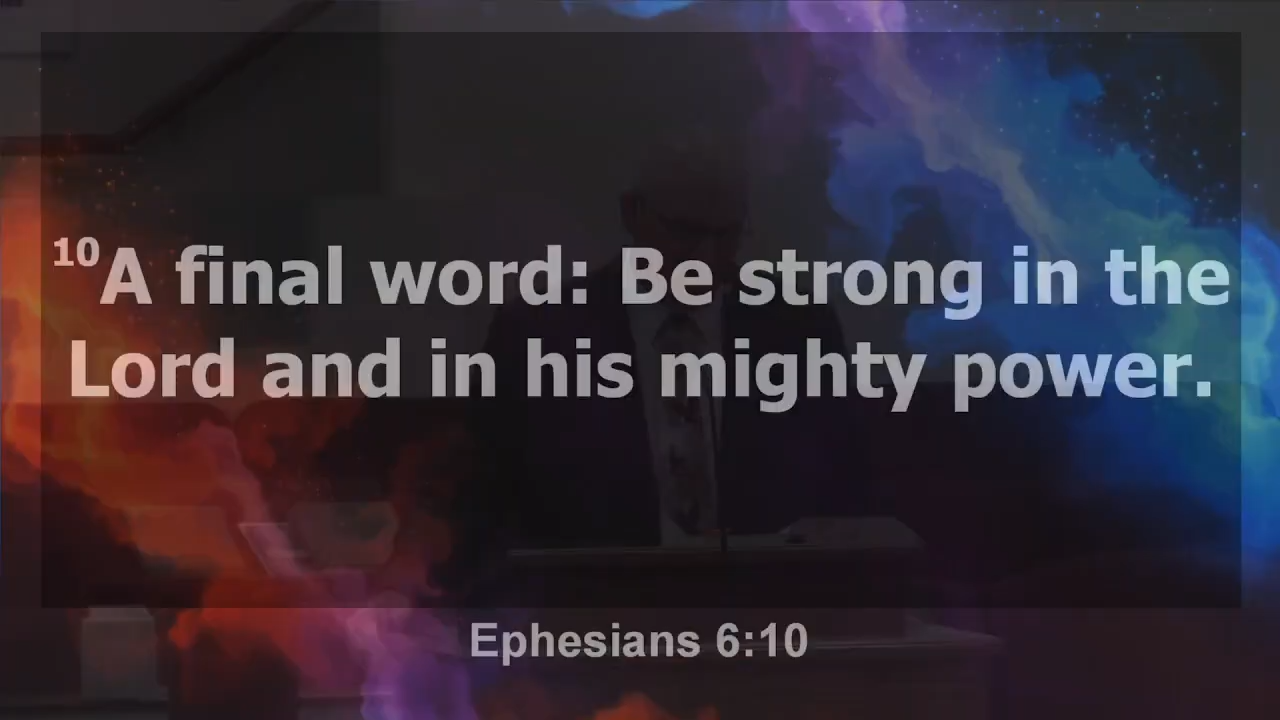 10A final word: Be strong in the
Lord and in his mighty power.
Ephesians 6:10